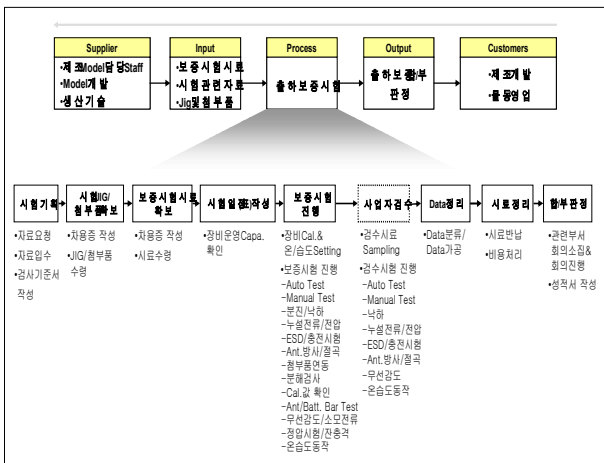 Supplier
•제조Model담당Staff
•Model개발
•생산기술
Input
•보증시험시료
•시험관련자료
•Jig및첨부품
Process
출하보증시험
Output
판정
Customers
•제조개발
시험기획
•자료요청
•자료입수
•검사기준서
작성
시험JIG/
첨부품확보
•차용증 작성
•JIG/첨부품
수령
보증시험시료
확보
•차용증 작성
•시료수령
시험일정(표)작성
•장비운영Capa.
확인
보증시험
진행
•장비Cal.&
온/습도Setting
•보증시험 진행
-Auto Test
-Manual Test
-분진/낙하
-누설전류/전압
-ESD/충전시험
-Ant.방사/절곡
-첨부품연동
-분해검사
-Cal.값 확인
-Ant/Batt. Bar Test
-무선감도/소모전류
-정압시험/잔충격
-온습도동작
사업자검수
•검수시료
Sampling
•검수시험 진행
-Auto Test
-Manual Test
-낙하
-누설전류/전압
-ESD/충전시험
-Ant.방사/절곡
-무선감도
-온습도동작
Data정리
•Data분류/
Data가공
시료정리
•시료반납
•비용처리
합/부판정
•관련부서
회의소집&
회의진행
•성적서 작성